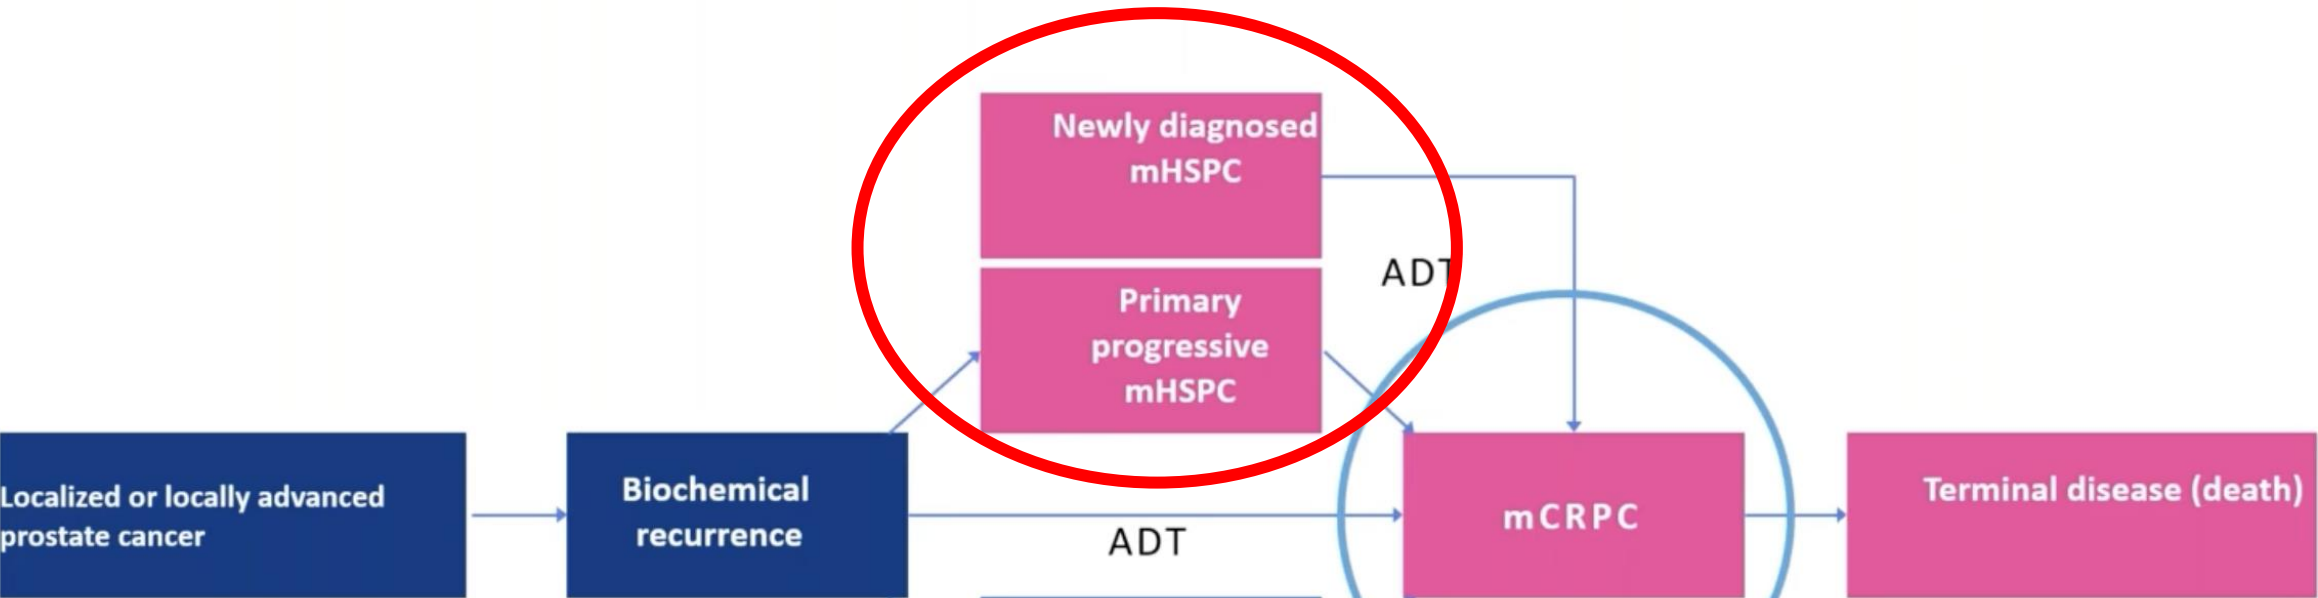 Newly diagnosed
mHSPC
ADT
Primary
progressive
mHSPC
Localized or locally advanced
prostate cancer
Biochemical
recurrence
ADT
mCRPC
Terminal disease (death)